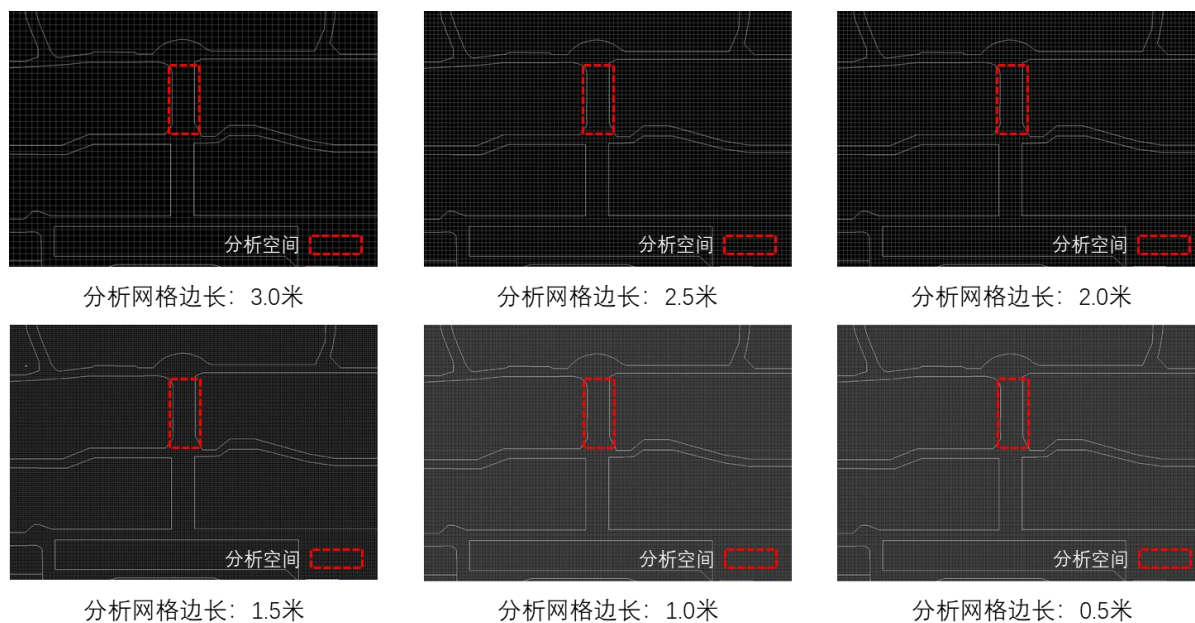 分析空间
分析空间
分析空间
分析网格边长：3.0米
分析网格边长：2.5米
分析网格边长：2.0米
分析空间
分析空间
分析空间
分析网格边长：1.5米
分析网格边长：1.0米
分析网格边长：0.5米